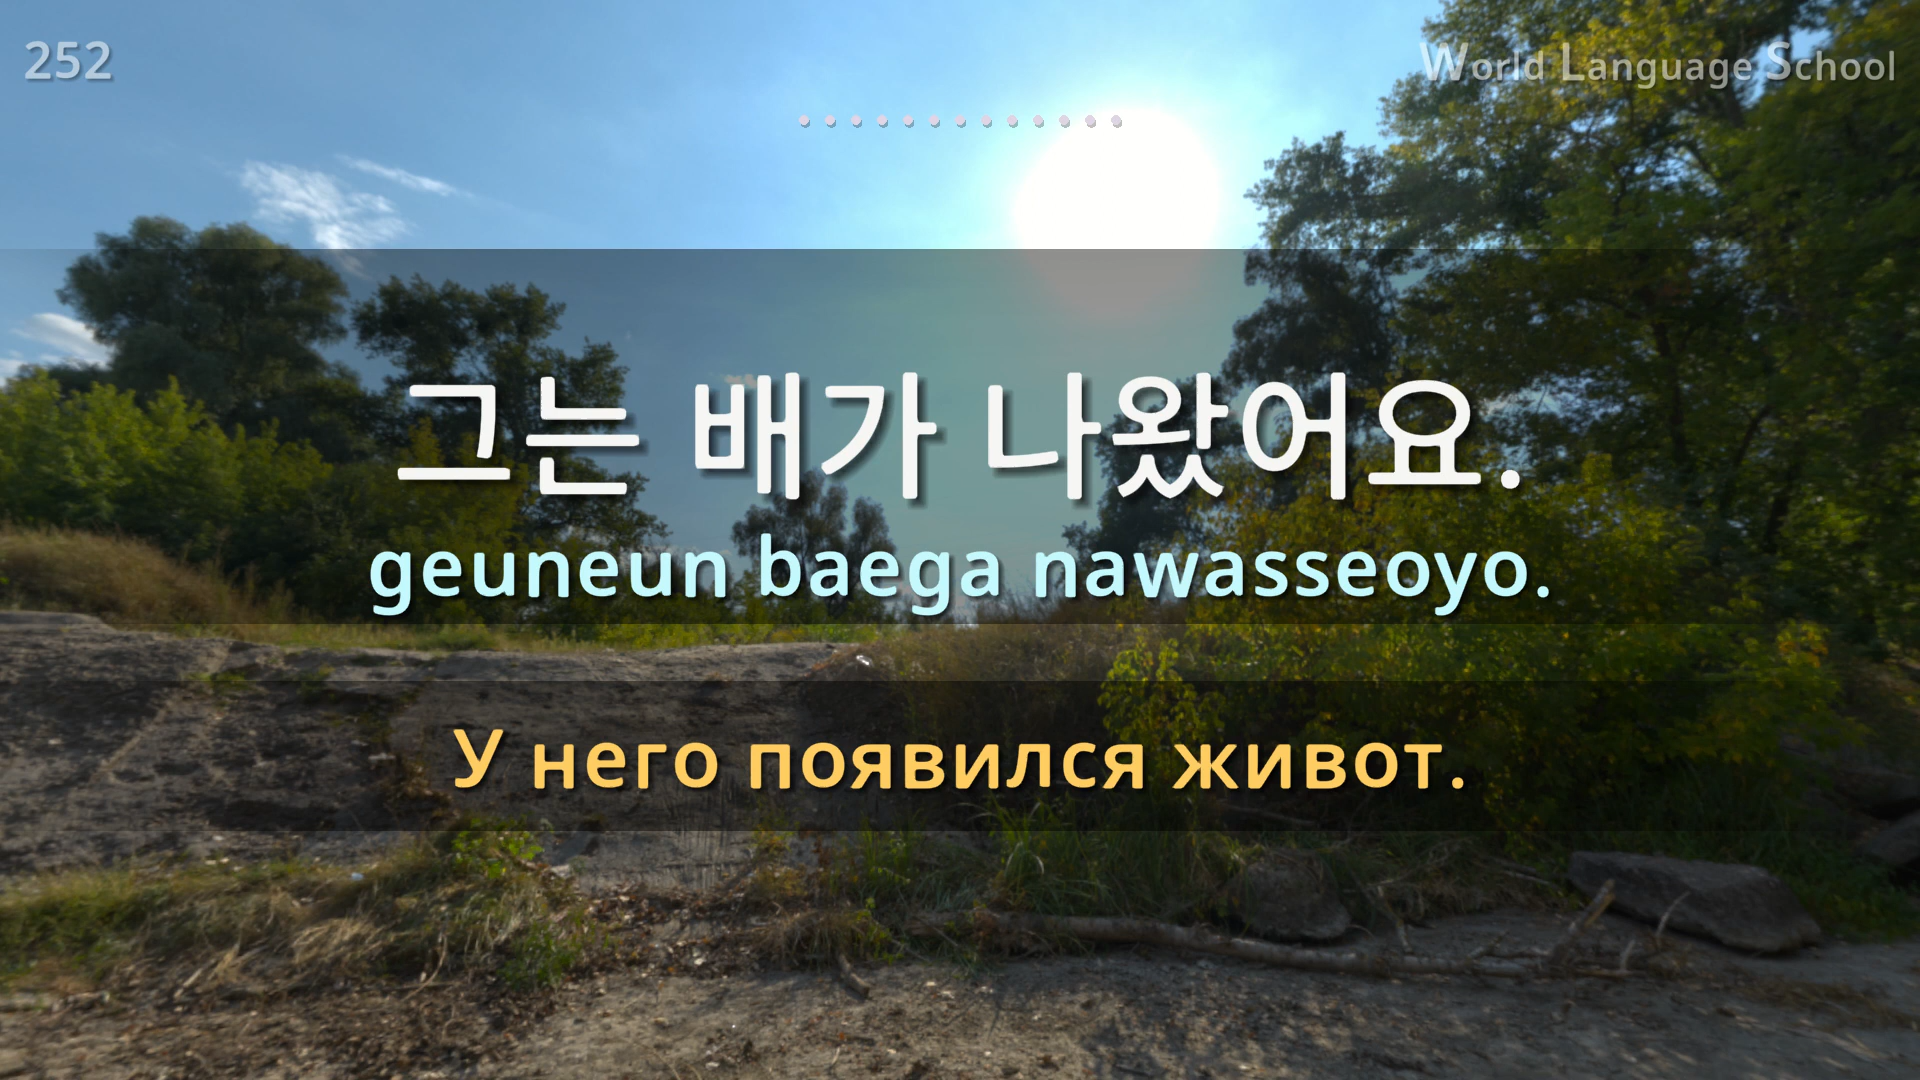 252
World Language School
그는 배가 나왔어요.
geuneun baega nawasseoyo.
У него появился живот.